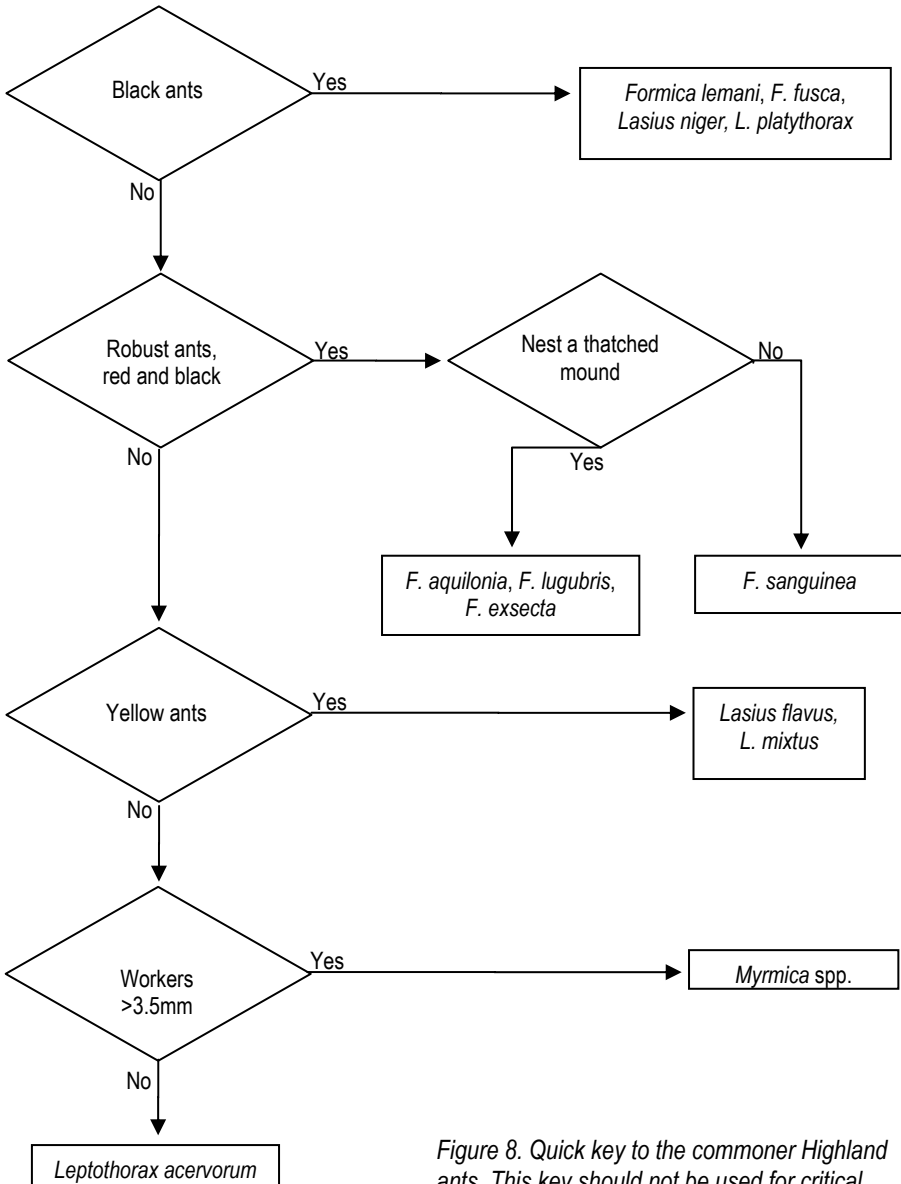 Black ants
Yes
Formica lemani, F. fusca,
Lasius niger, L. platythorax
No
Robust ants,
red and black
Yes
Nest a thatched
mound
No
Yes
No
F. aquilonia, F. lugubris,
F. exsecta
F. sanguinea
Yellow ants
Yes
Lasius flavus,
L. mixtus
No
Workers
>3.5mm
Yes
Myrmica spp.
No
Leptothorax acervorum
Figure 8. Quick key to the commoner Highland
ants. This key should not be used for critical